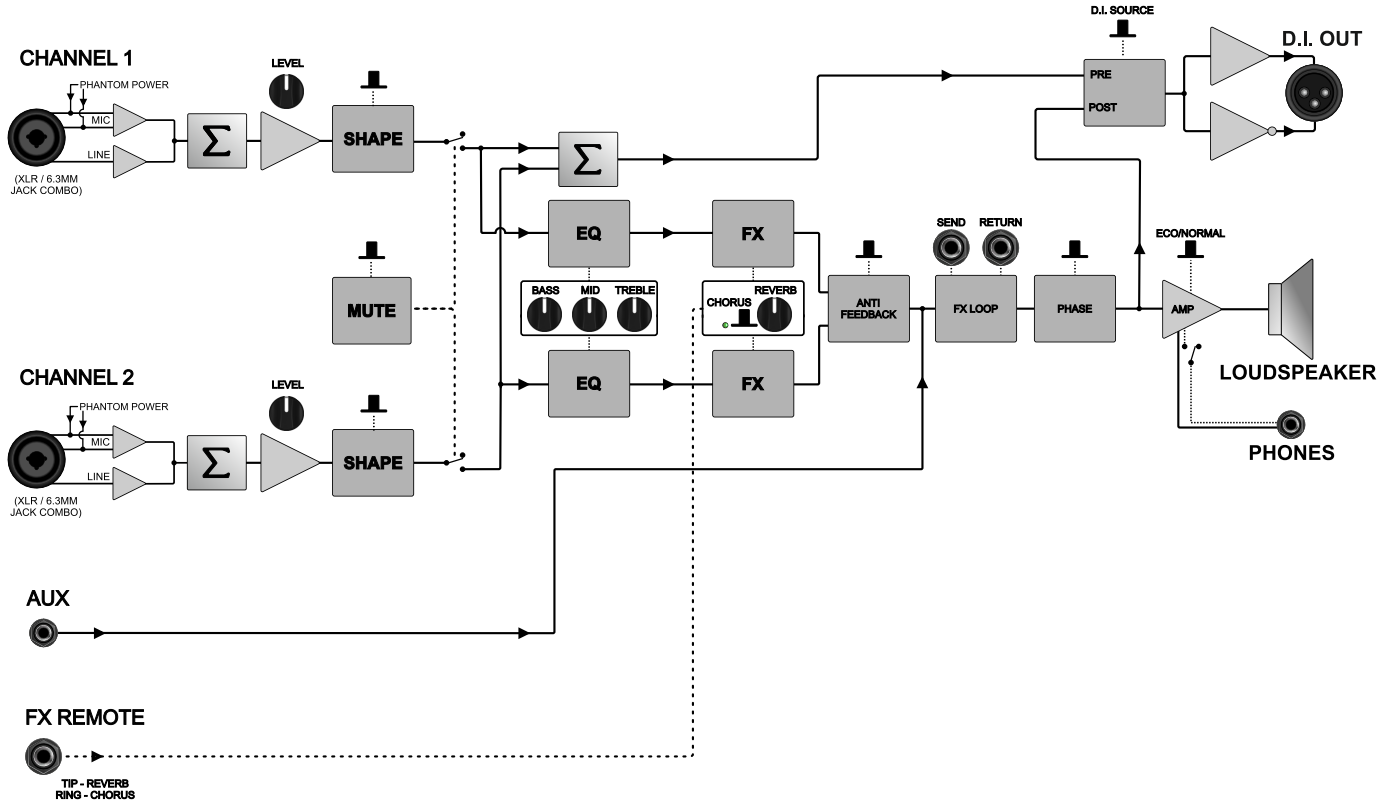 D.I. SOURCE
CHANNEL 1
D.I. OUT
LEVEL
PHANTOM POWER
PRE
MIC
POST
SHAPE
Σ
LINE
Σ
(XLR / 6.3MM
JACK COMBO)
EQ
FX
SEND
RETURN
ECO/NORMAL
MUTE
BASS
MID
TREBLE
CHORUS
REVERB
ANTI
FEEDBACK
FX LOOP
PHASE
AMP
CHANNEL 2
LOUDSPEAKER
LEVEL
EQ
FX
PHANTOM POWER
MIC
PHONES
SHAPE
Σ
LINE
(XLR / 6.3MM
JACK COMBO)
AUX
FX REMOTE
TIP - REVERB
RING - CHORUS